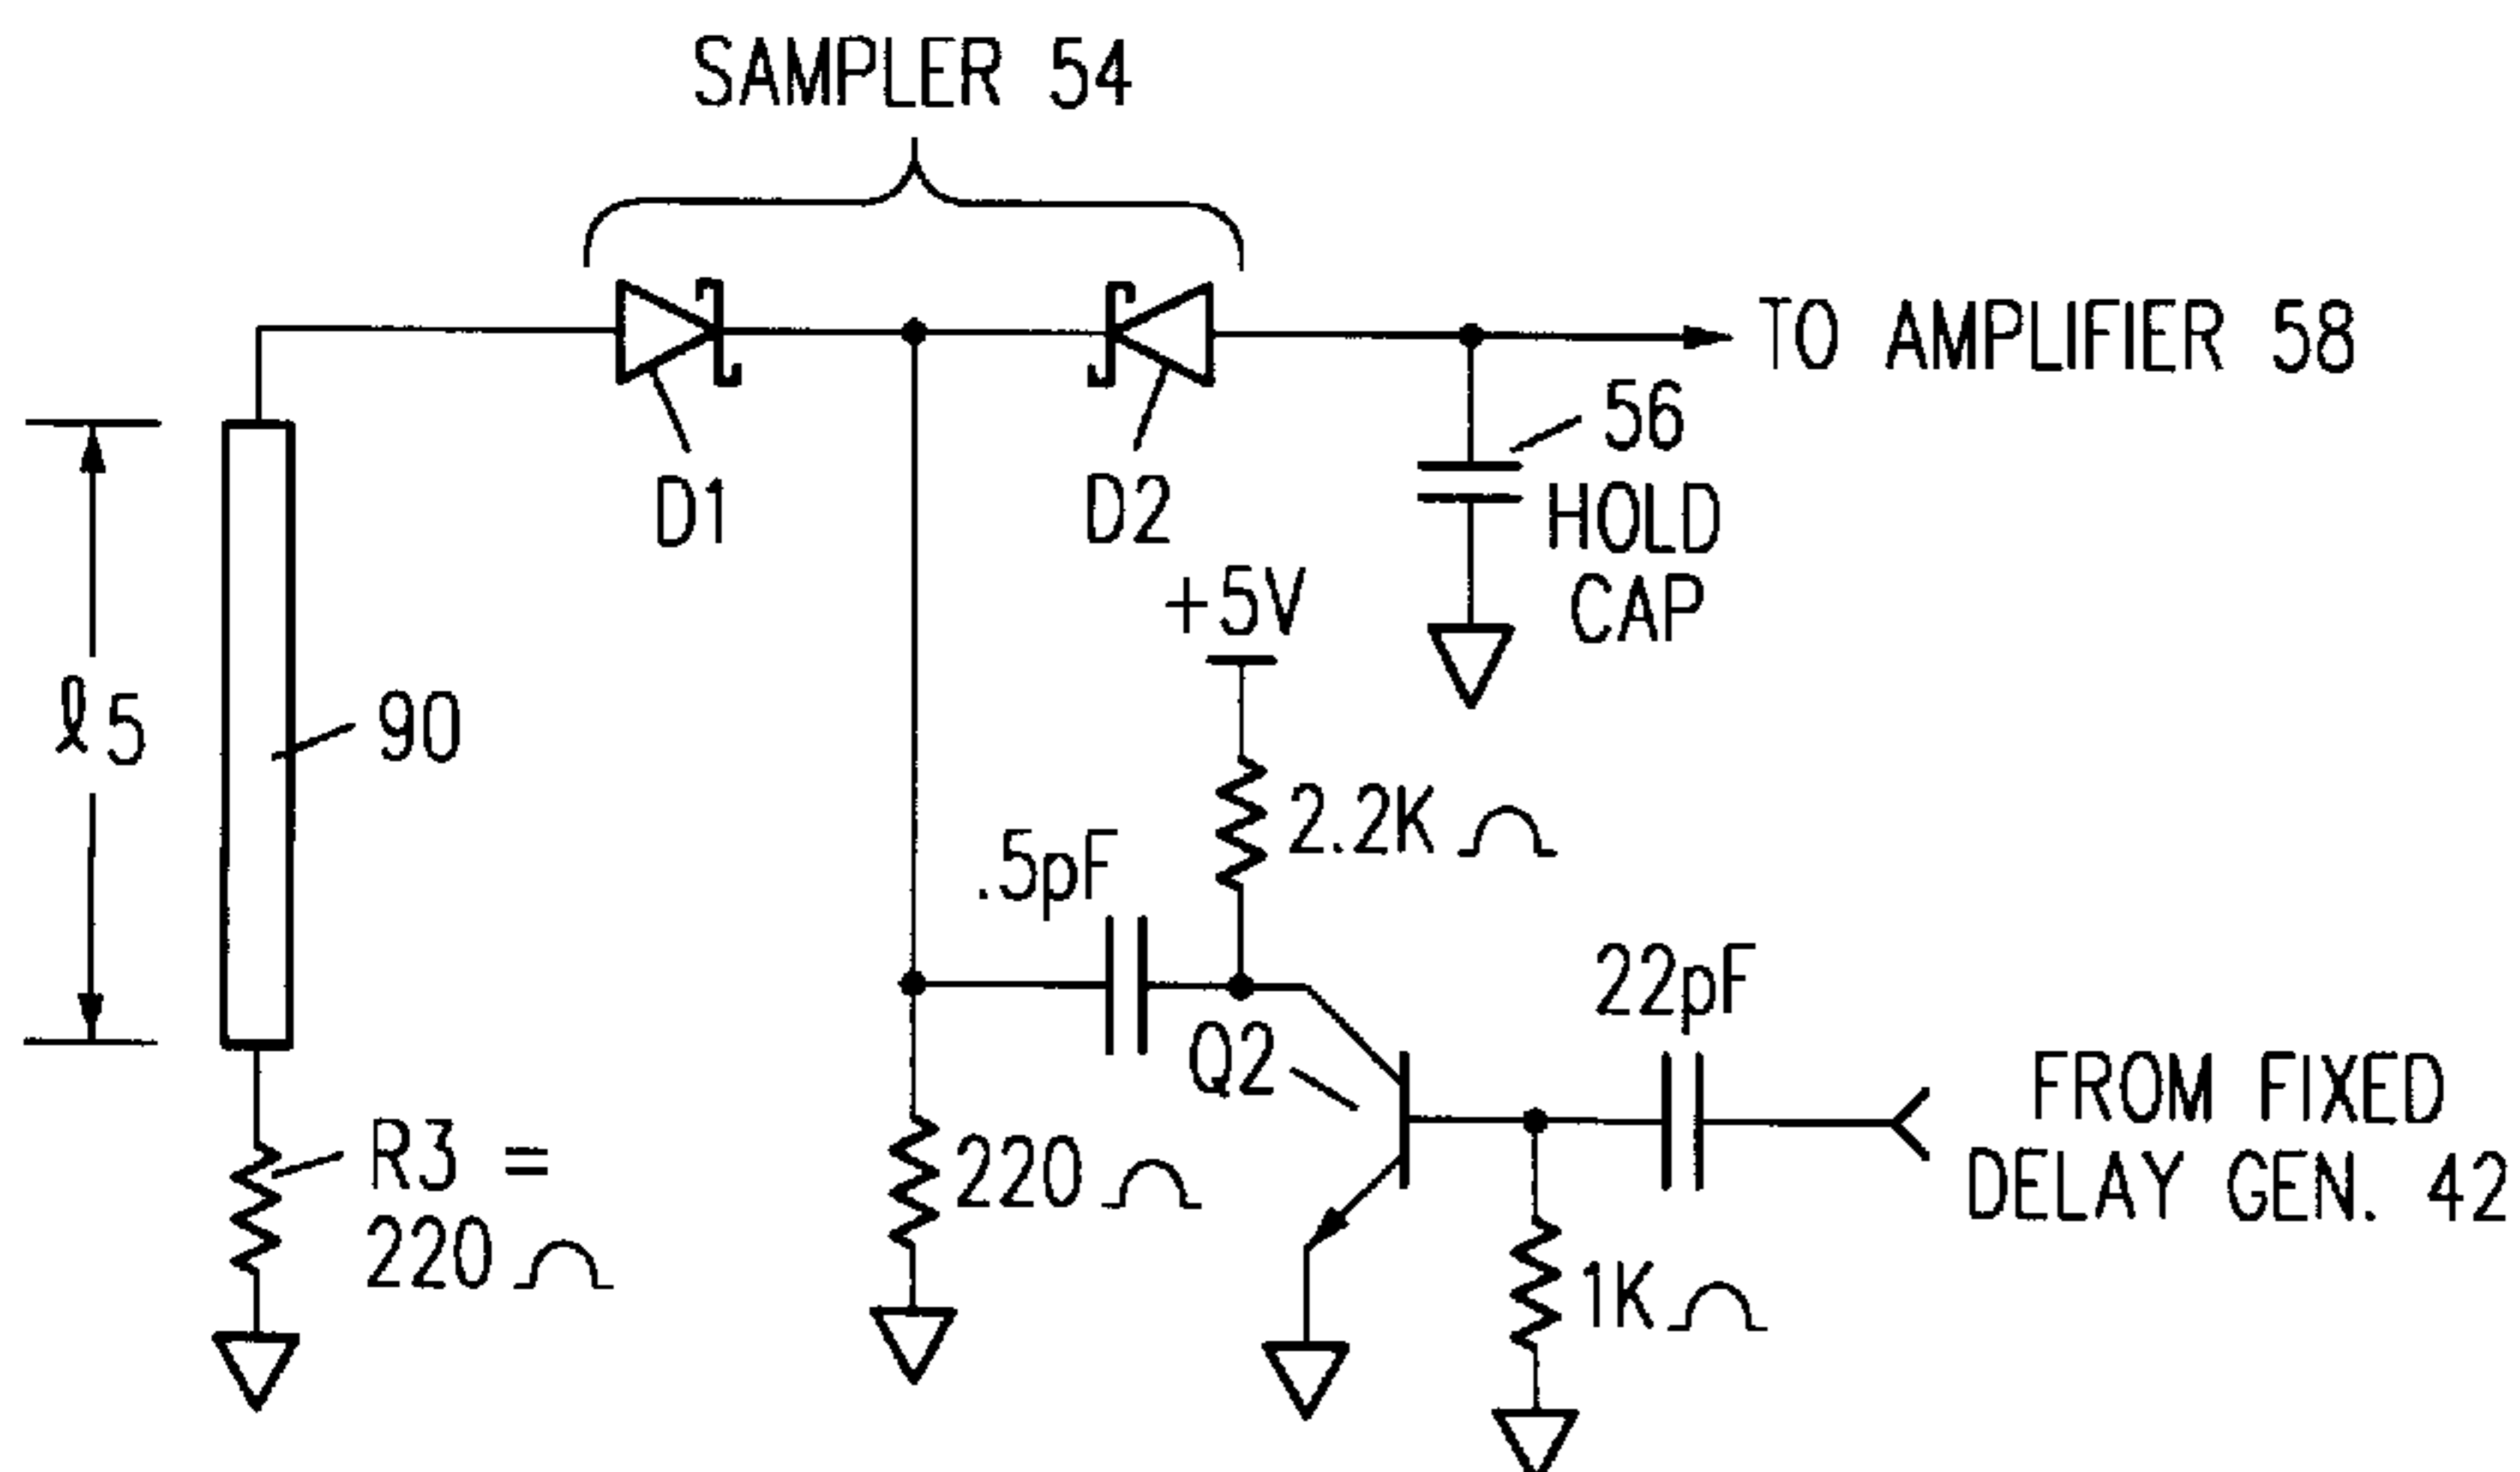 SAMPLER 54
TO AMPLIFIER 58
56
HOLD
CAP
D1
D2
+5V
ℓ5
90
2.2K Ω
.5pF
22pF
Q2
FROM FIXED
DELAY GEN. 42
R3 =
220 Ω
220 Ω
1K Ω